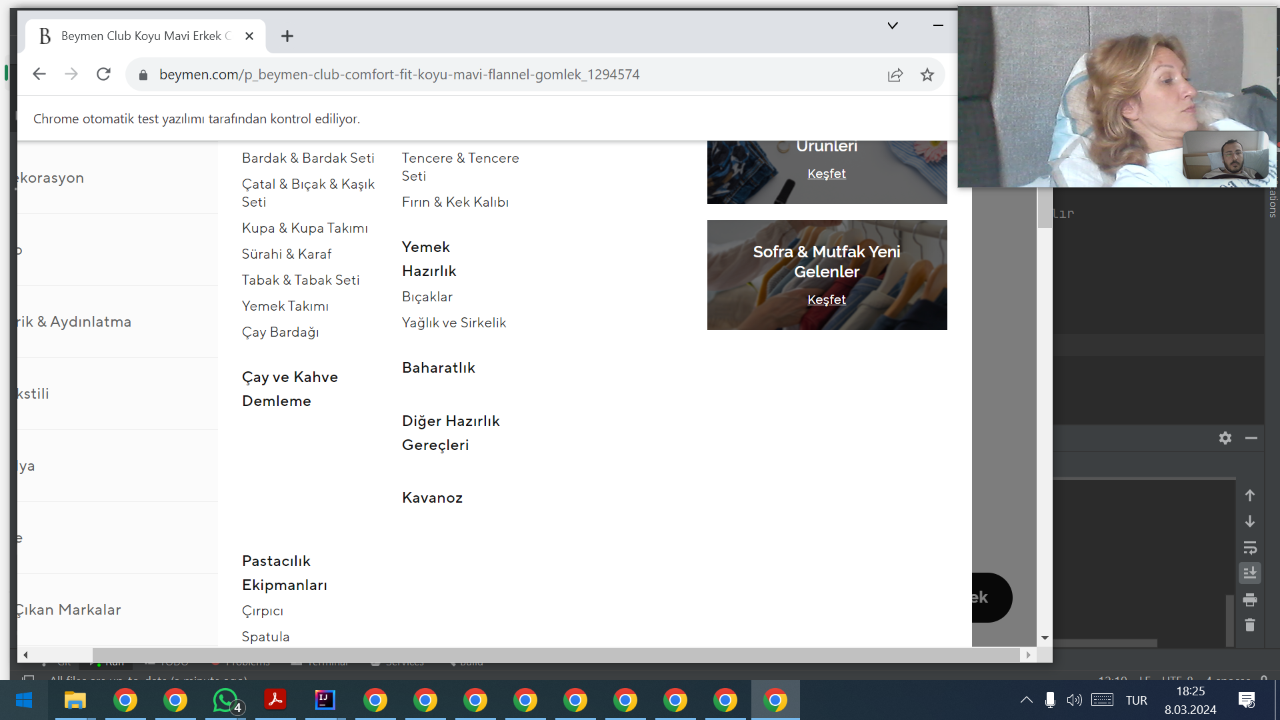 Beymen Club Koyu Mavi Erkek
beymen.com/p_beymen-club-comfort-fit-koyu-mavi-flannel-gomlek_1294574
Chrome otomatik test yazılımı tarafından kontrol ediliyor.
ekorasyon
rik & Aydınlatma
kstili
ya
e
Çıkan Markalar
Bardak & Bardak Seti
Çatal & Bıçak & Kaşık
Seti
Kupa & Kupa Takımı
Sürahi & Karaf
Tabak & Tabak Seti
Yemek Takımı
Çay Bardağı
Çay ve Kahve
Demleme
Pastacılık
Ekipmanları
Çırpıcı
Spatula
Tencere & Tencere
Seti
Fırın & Kek Kalıbı
Yemek
Hazırlık
Bıçaklar
Yağlık ve Sirkelik
Baharatlık
Diğer Hazırlık
Gereçleri
Kavanoz
Ürünleri
Keşfet
Sofra & Mutfak Yeni
Gelenler
Keşfet
ek
ır
4
TUR
18:25
8.03.2024